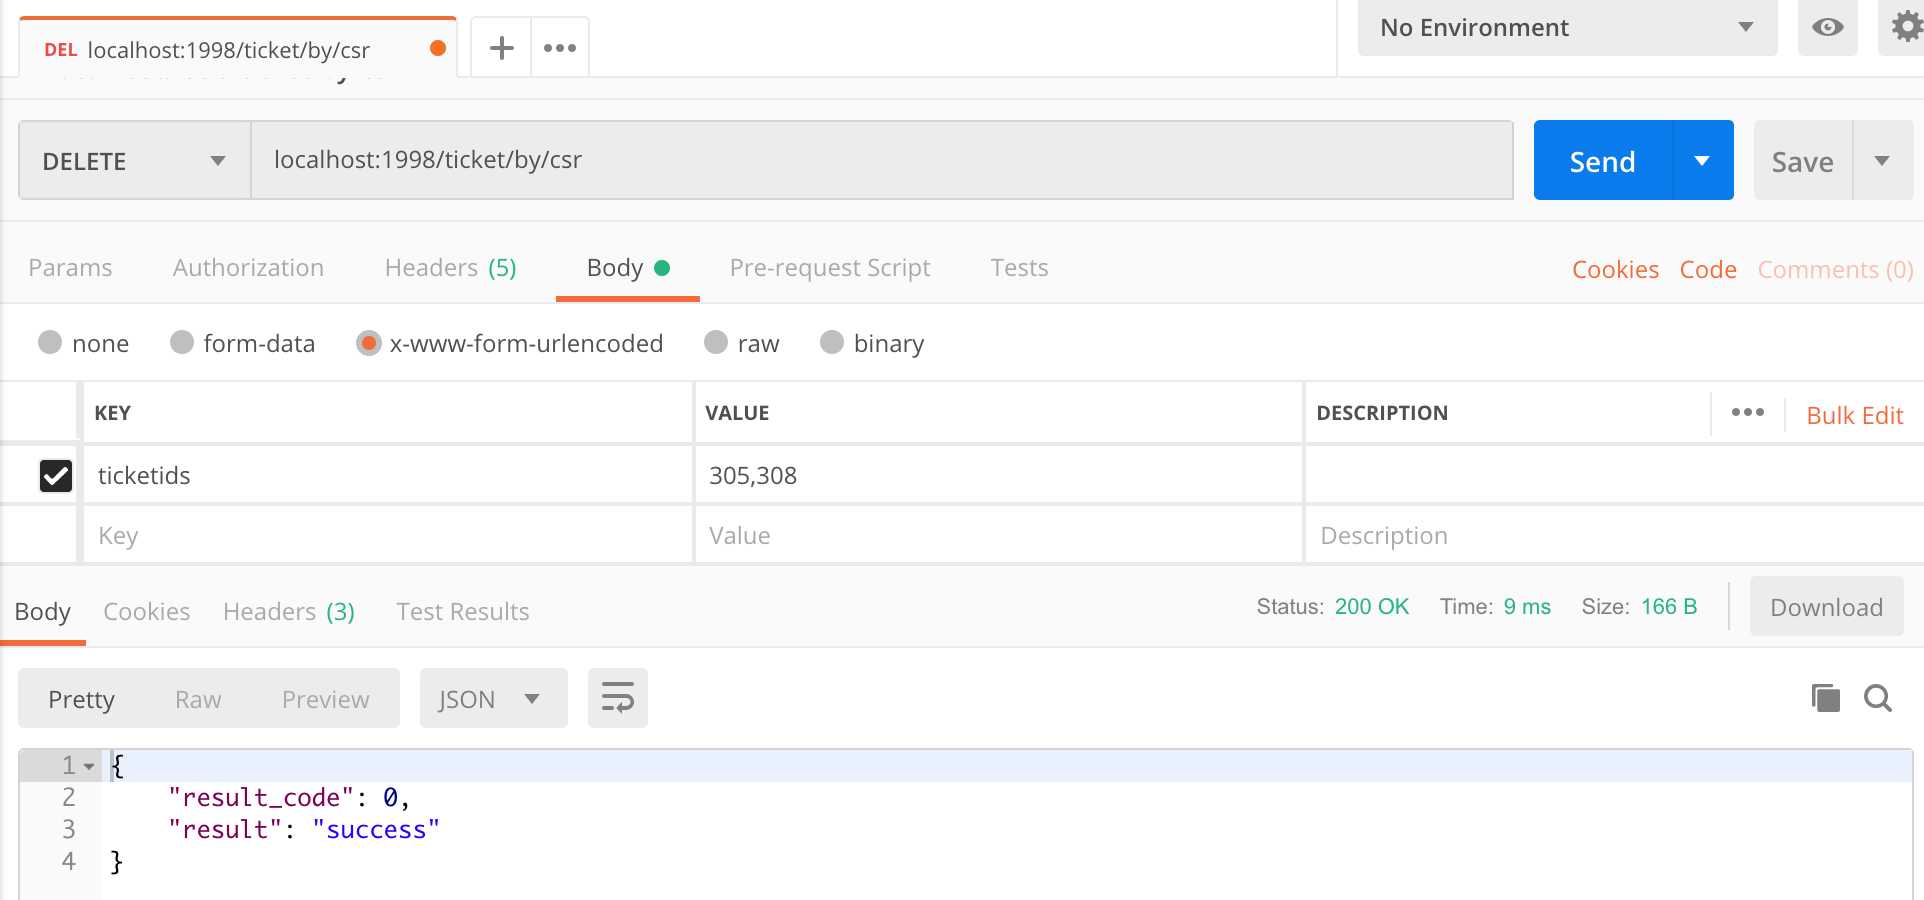 DEL localhost:1998/ticket/by/csr
No Environment
DELETE localhost:1998/ticket/by/csr Send Save
Params Authorization Headers (5) Body Pre-request Script Tests Cookies Code Comments (0)
none form-data x-www-form-urlencoded raw binary
KEY VALUE DESCRIPTION Bulk Edit
ticketids 305,308
Key Value Description
Body Cookies Headers (3) Test Results Status: 200 OK Time: 9 ms Size: 166 B Download
Pretty Raw Preview JSON
1 {
2 "result_code": 0,
3 "result": "success"
4 }